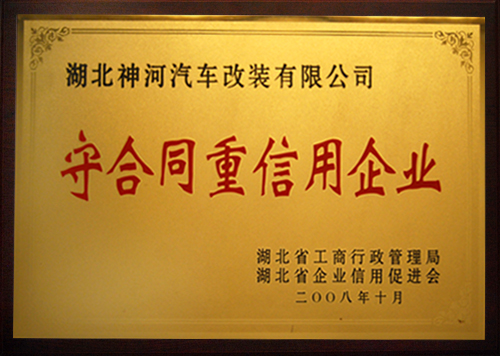 湖北神河汽车改装有限公司
守合同重信用企业
湖北省工商行政管理局
湖北省企业信用促进会
二〇〇八年十月